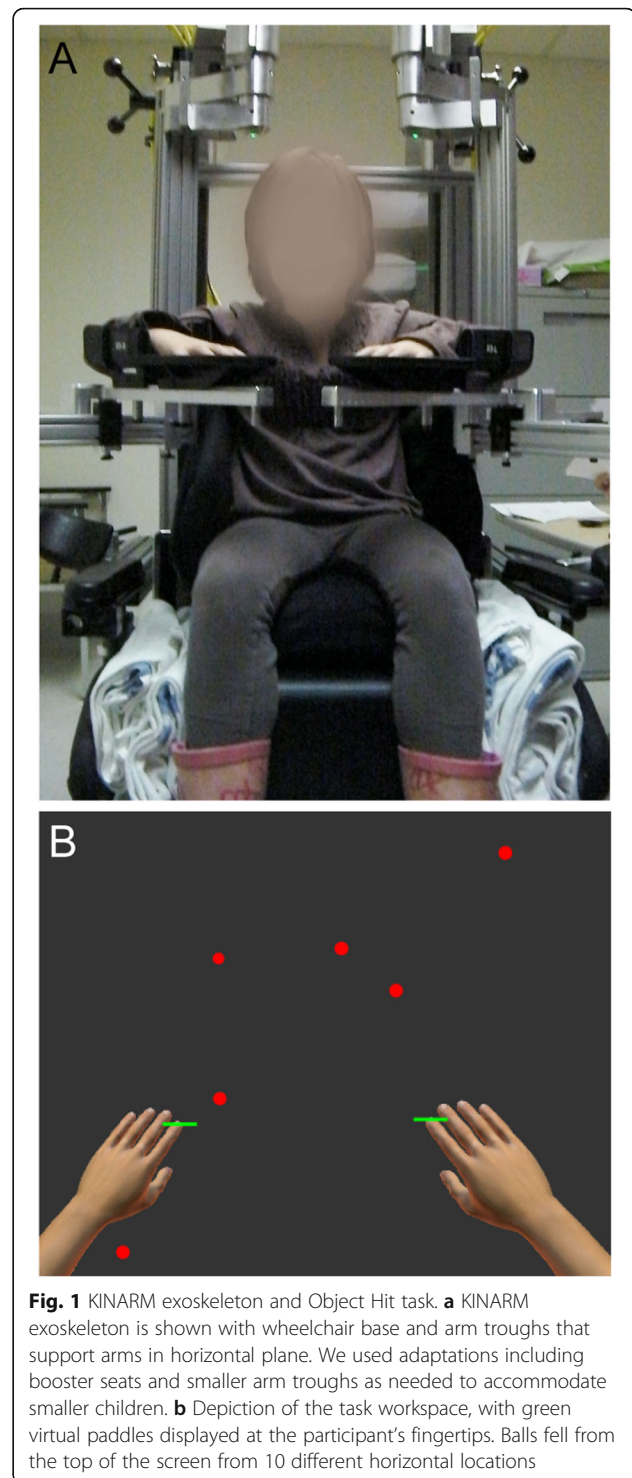 A
B
Fig. 1 KINARM exoskeleton and Object Hit task. a KINARM
exoskeleton is shown with wheelchair base and arm troughs that
support arms in horizontal plane. We used adaptations including
booster seats and smaller arm troughs as needed to accommodate
smaller children. b Depiction of the task workspace, with green
virtual paddles displayed at the participant's fingertips. Balls fell from
the top of the screen from 10 different horizontal locations